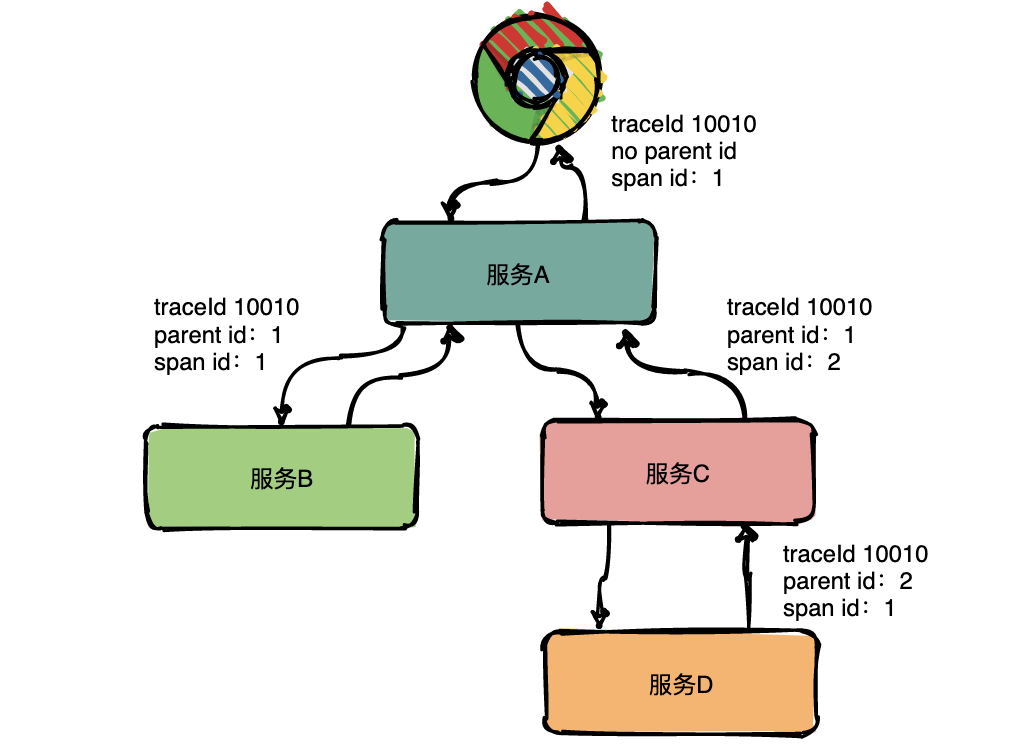 traceId 10010
no parent id
span id：1
服务A
traceId 10010
parent id：1
span id：1
traceId 10010
parent id：1
span id：2
服务B
服务C
traceId 10010
parent id：2
span id：1
服务D